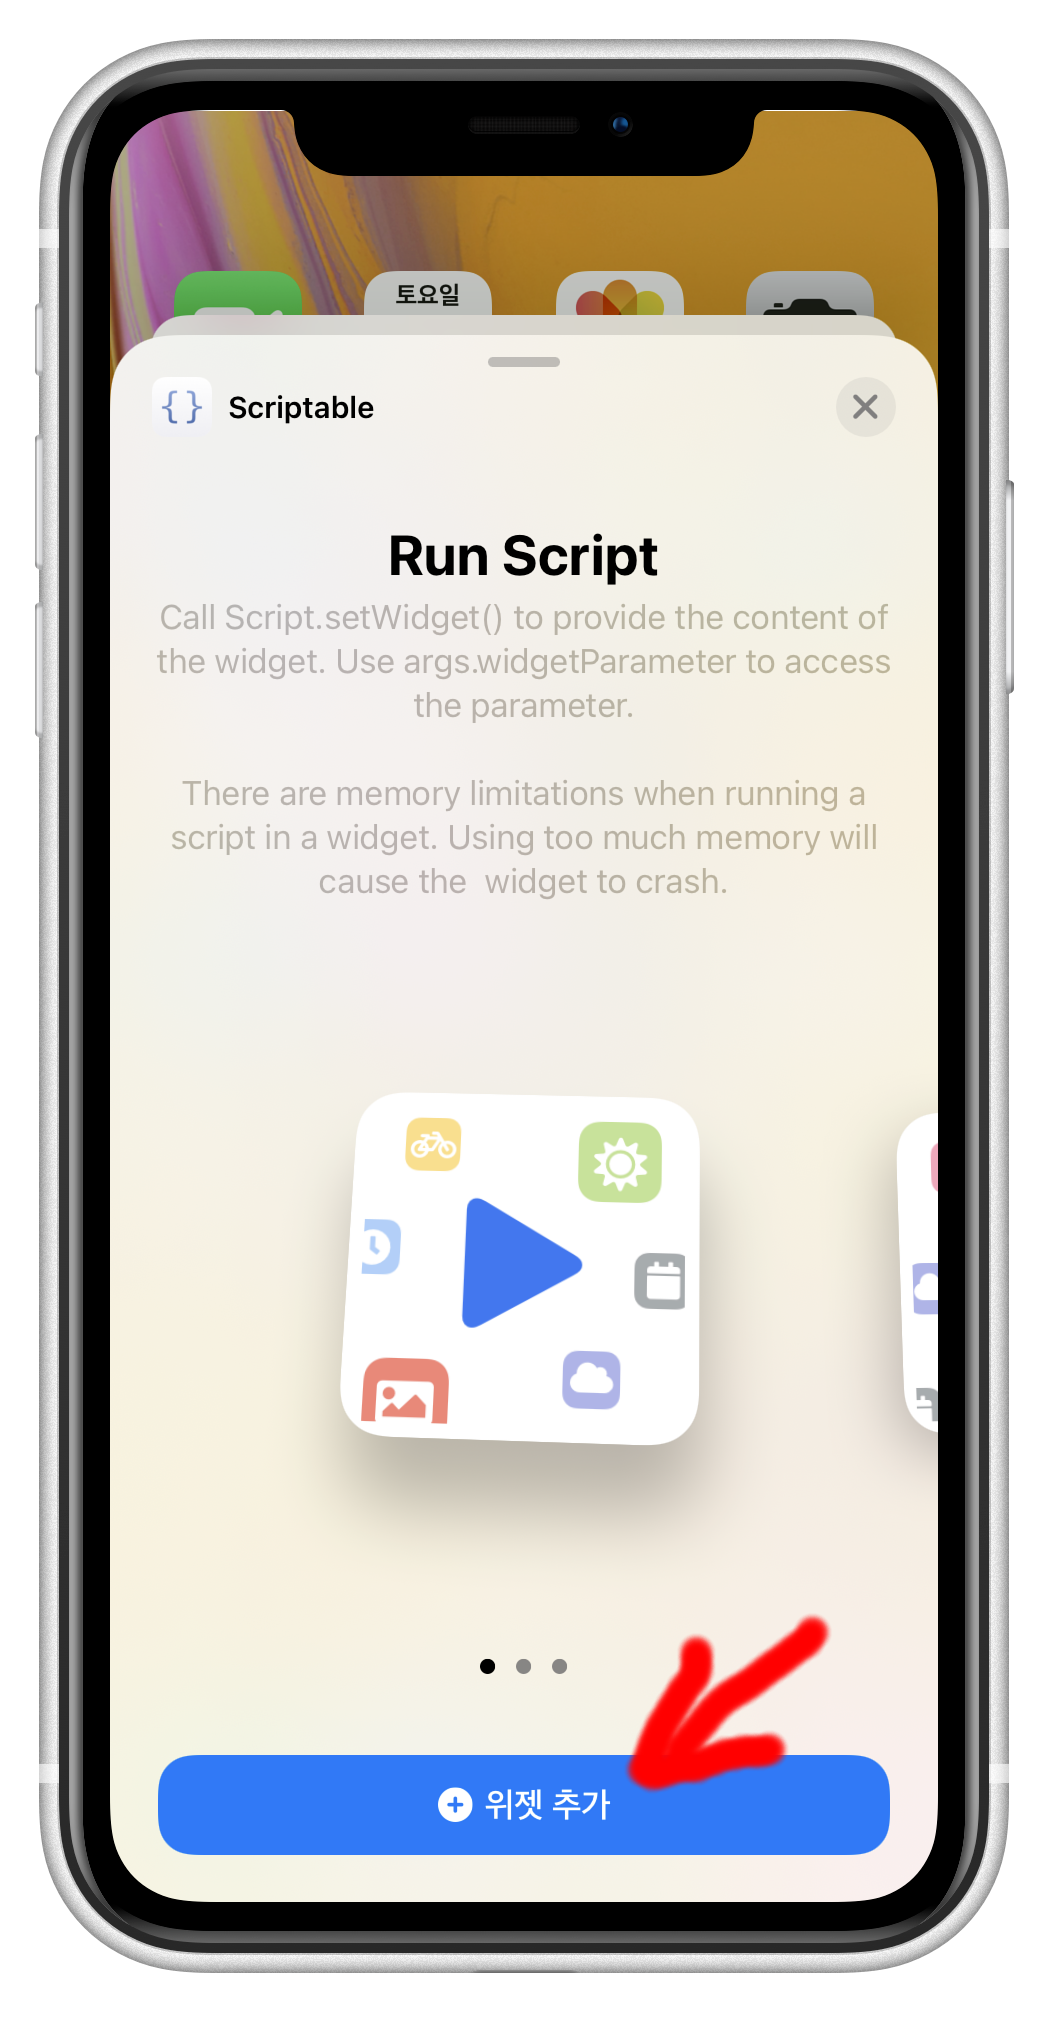 토요일
{ } Scriptable
Run Script
Call Script.setWidget() to provide the content of
the widget. Use args.widgetParameter to access
the parameter.
There are memory limitations when running a
script in a widget. Using too much memory will
cause the  widget to crash.
위젯 추가